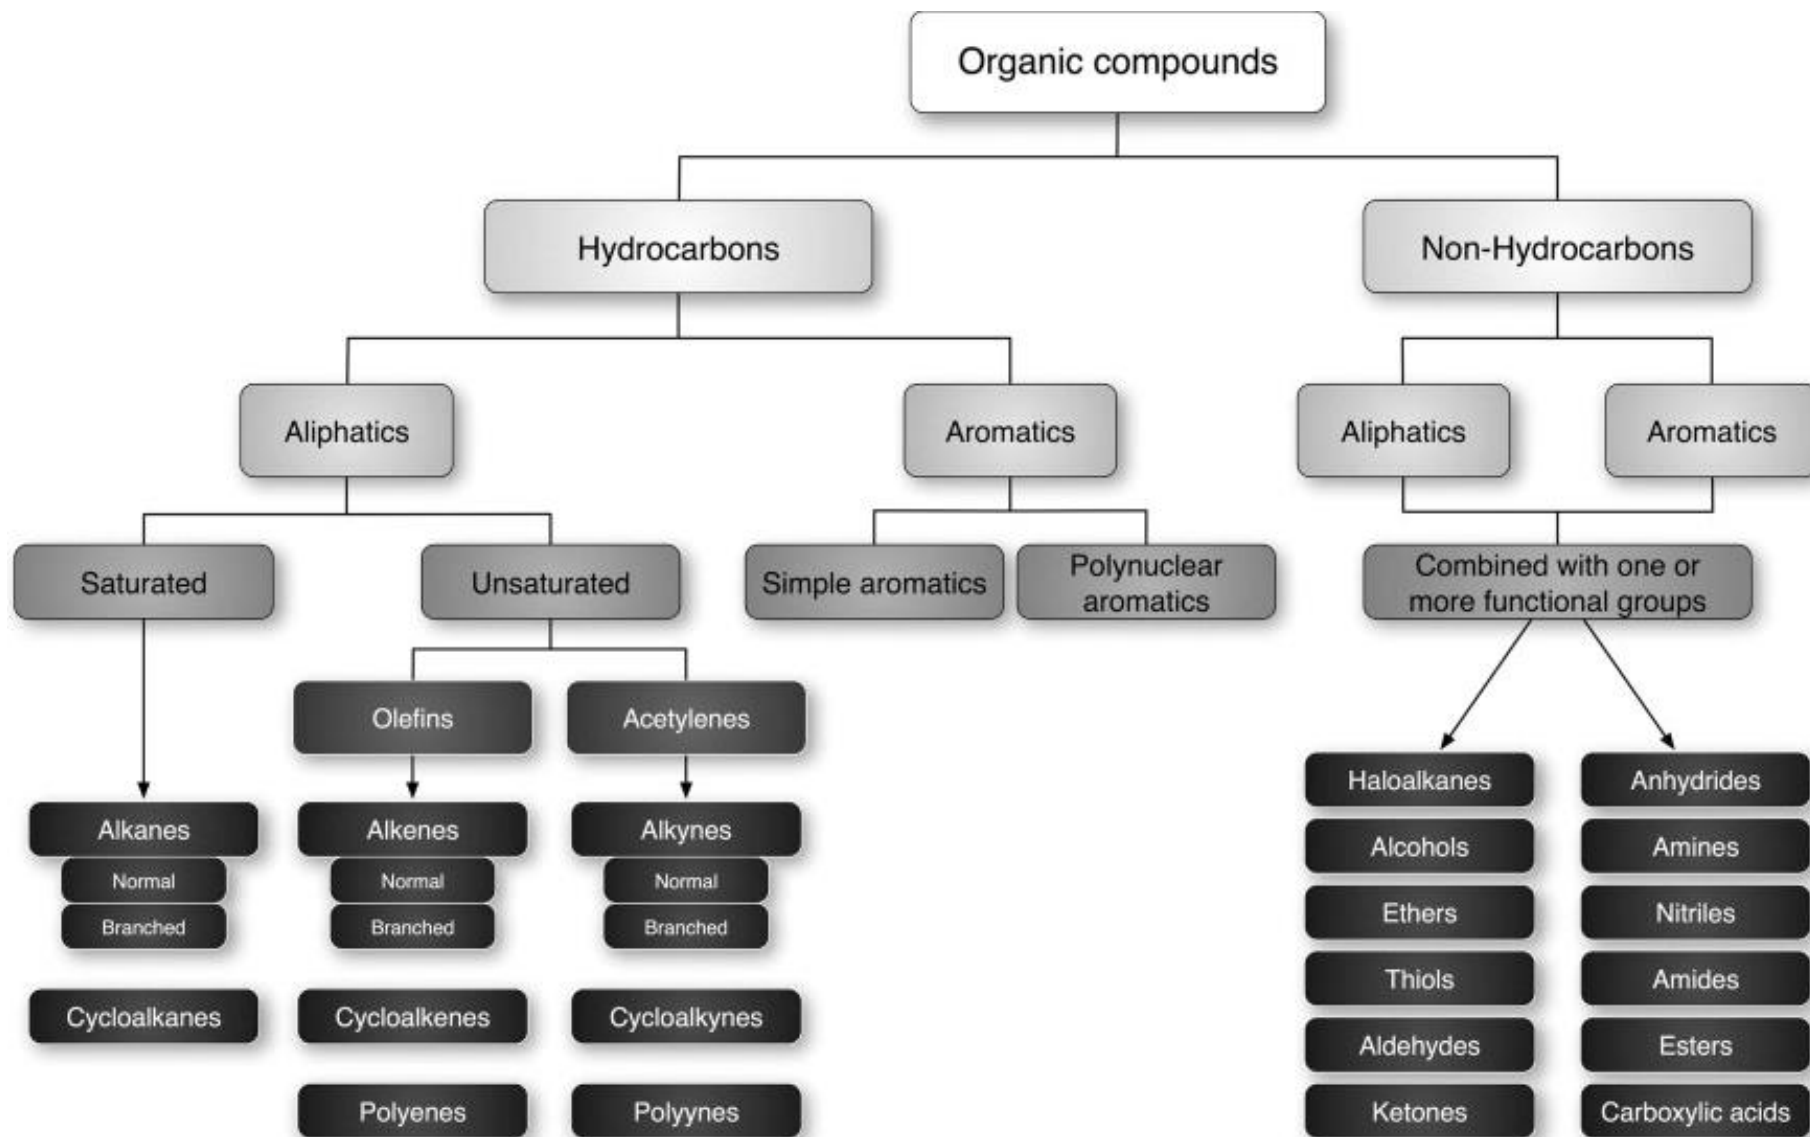 Organic compounds
Hydrocarbons
Non-Hydrocarbons
Aliphatics
Aromatics
Aliphatics
Aromatics
Saturated
Unsaturated
Simple aromatics
Polynuclear
aromatics
Combined with one or
more functional groups
Olefins
Acetylenes
Alkanes
Normal
Branched
Cycloalkanes
Alkenes
Normal
Branched
Cycloalkenes
Polyenes
Alkynes
Normal
Branched
Cycloalkynes
Polyynes
Haloalkanes
Alcohols
Ethers
Thiols
Aldehydes
Ketones
Anhydrides
Amines
Nitriles
Amides
Esters
Carboxylic acids